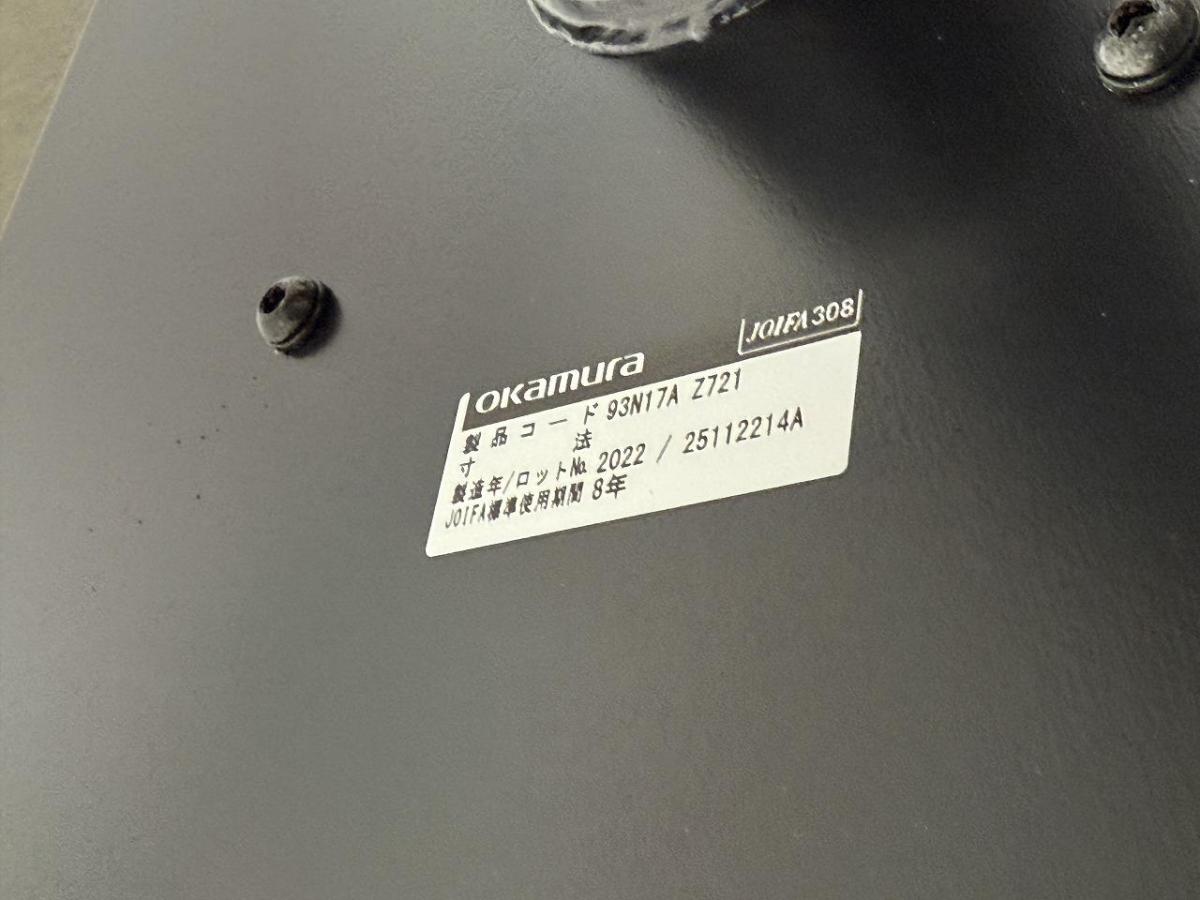 JOIFA308
okamura
製品コード 93N17A Z721
寸法
製造年/ロット№ 2022 / 25112214A
JOIFA標準使用期間 8年